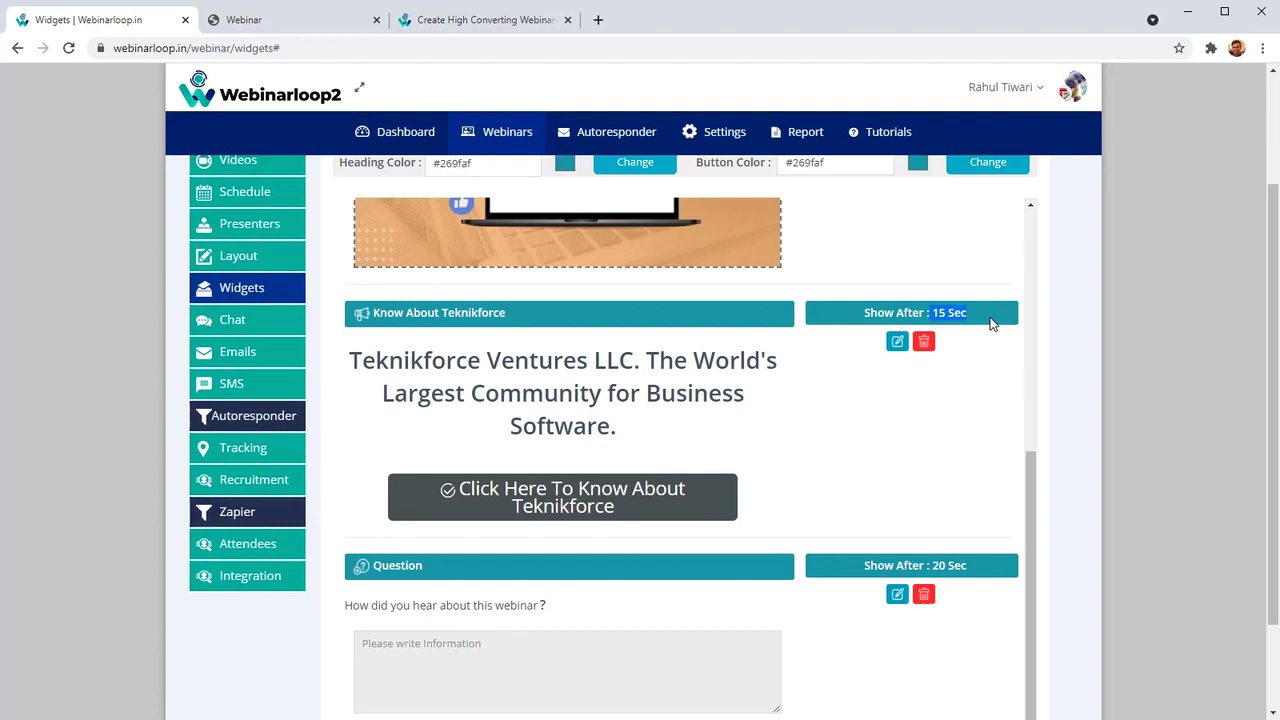 Widgets | Webinarloop.in
Webinar
Create High Converting Webinar
webinarloop.in/webinar/widgets#
Webinarloop2
Rahul Tiwari
Dashboard
Webinars
Autoresponder
Settings
Report
Tutorials
Videos
Schedule
Presenters
Layout
Widgets
Chat
Emails
SMS
Autoresponder
Tracking
Recruitment
Zapier
Attendees
Integration
Heading Color :
#269faf
Change
Button Color :
#269faf
Change
Know About Teknikforce
Show After : 15 Sec
Teknikforce Ventures LLC. The World's
Largest Community for Business
Software.
Click Here To Know About
Teknikforce
Question
Show After : 20 Sec
How did you hear about this webinar ?
Please write Information